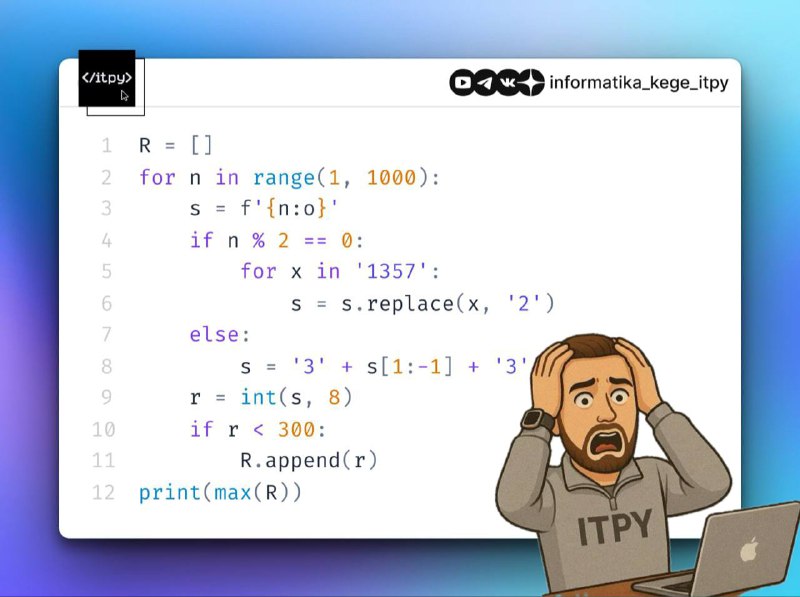 </itpy>
informatika_kege_itpy
1 R = []
2 for n in range(1, 1000):
3     s = f'{n:o}'
4     if n % 2 == 0:
5         for x in '1357':
6             s = s.replace(x, '2')
7     else:
8         s = '3' + s[1:-1] + '3'
9     r = int(s, 8)
10     if r < 300:
11         R.append(r)
12 print(max(R))
ITPY